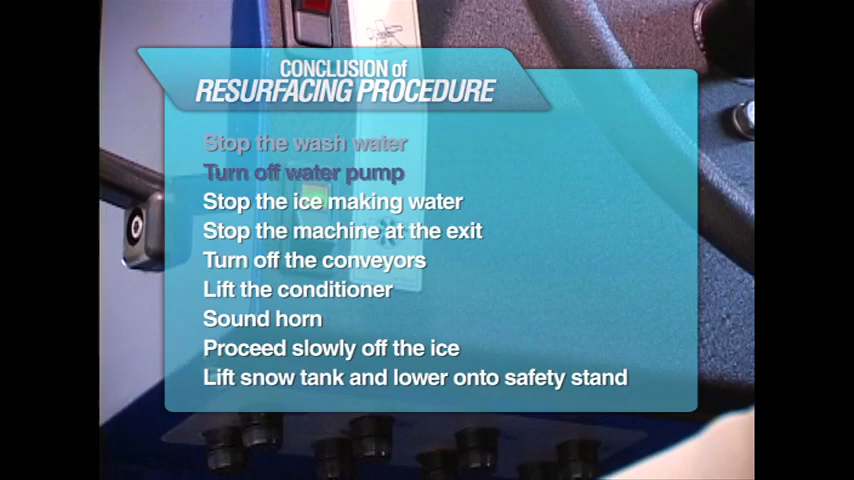 CONCLUSION of
RESURFACING PROCEDURE
Stop the wash water
Turn off water pump
Stop the ice making water
Stop the machine at the exit
Turn off the conveyors
Lift the conditioner
Sound horn
Proceed slowly off the ice
Lift snow tank and lower onto safety stand